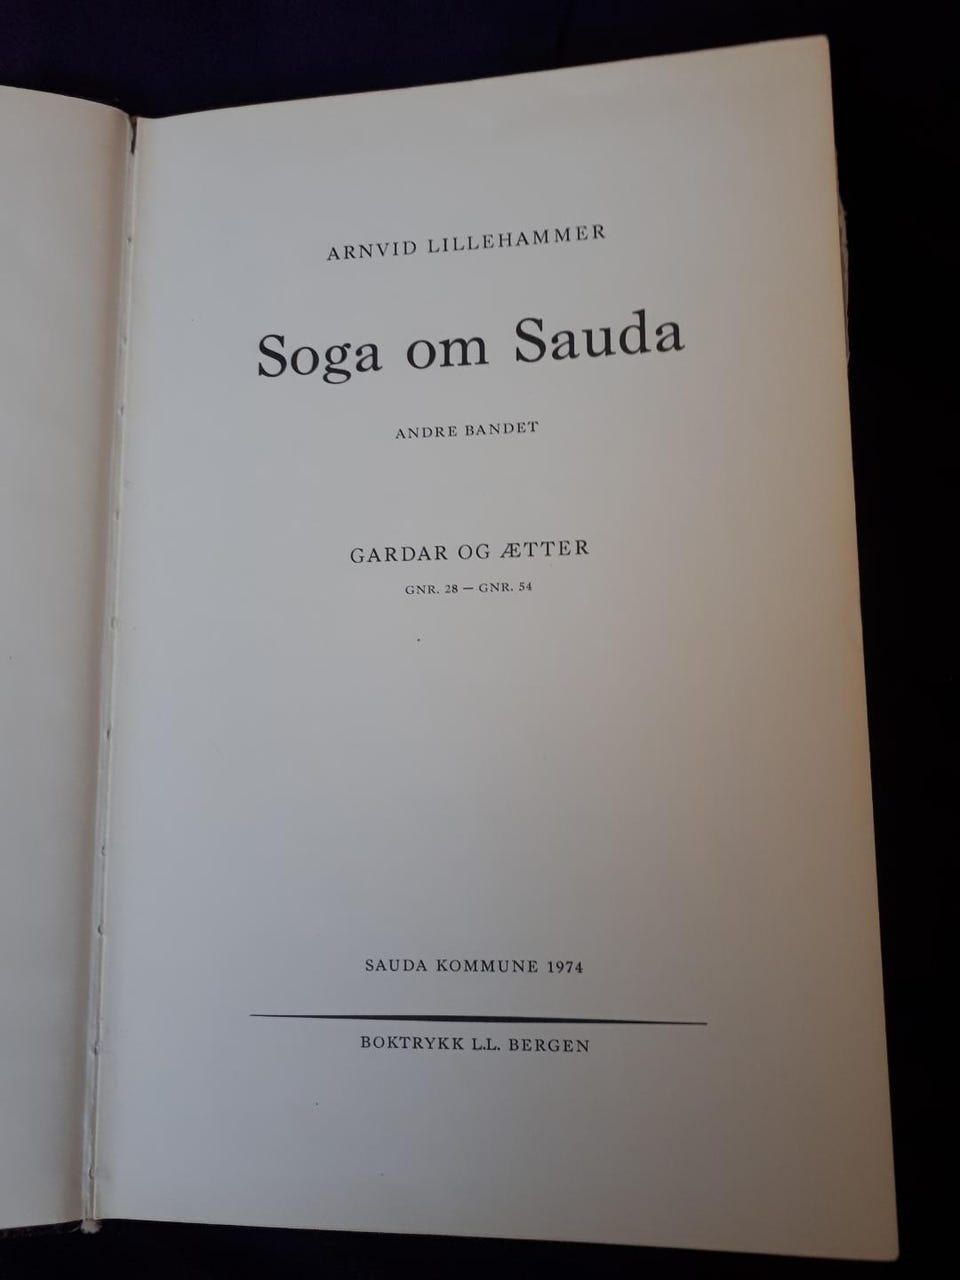 ARNVID LILLEHAMMER
Soga om Sauda
ANDRE BANDET
GARDAR OG ÆTTER
GNR. 28 — GNR. 54
SAUDA KOMMUNE 1974
BOKTRYKK L.L. BERGEN